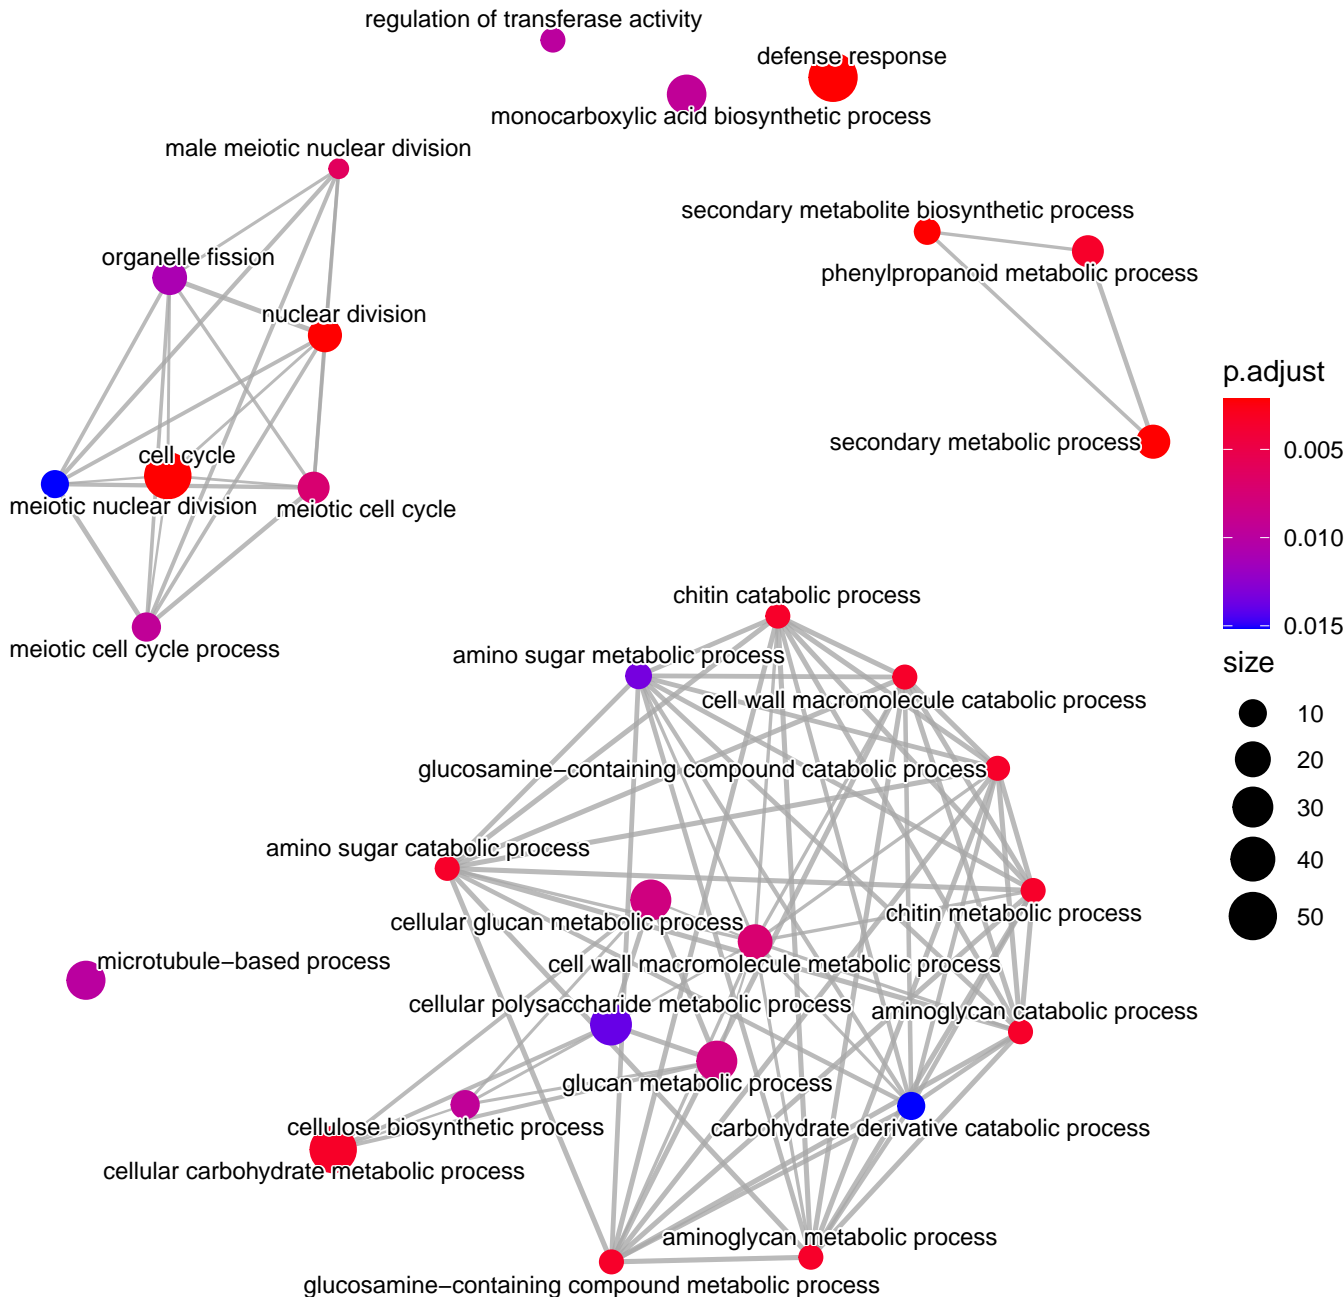 regulation of transferase activity
defense response
monocarboxylic acid biosynthetic process
male meiotic nuclear division
secondary metabolite biosynthetic process
organelle fission
phenylpropanoid metabolic process
nuclear division
p.adjust
0.005
secondary metabolic process
cell cycle
meiotic nuclear division
meiotic cell cycle
0.010
chitin catabolic process
0.015
meiotic cell cycle process
amino sugar metabolic process
size
cell wall macromolecule catabolic process
10
glucosamine−containing compound catabolic process
20
30
amino sugar catabolic process
40
cellular glucan metabolic process
chitin metabolic process
50
microtubule−based process
cell wall macromolecule metabolic process
cellular polysaccharide metabolic process
aminoglycan catabolic process
glucan metabolic process
cellulose biosynthetic process
carbohydrate derivative catabolic process
cellular carbohydrate metabolic process
aminoglycan metabolic process
glucosamine−containing compound metabolic process